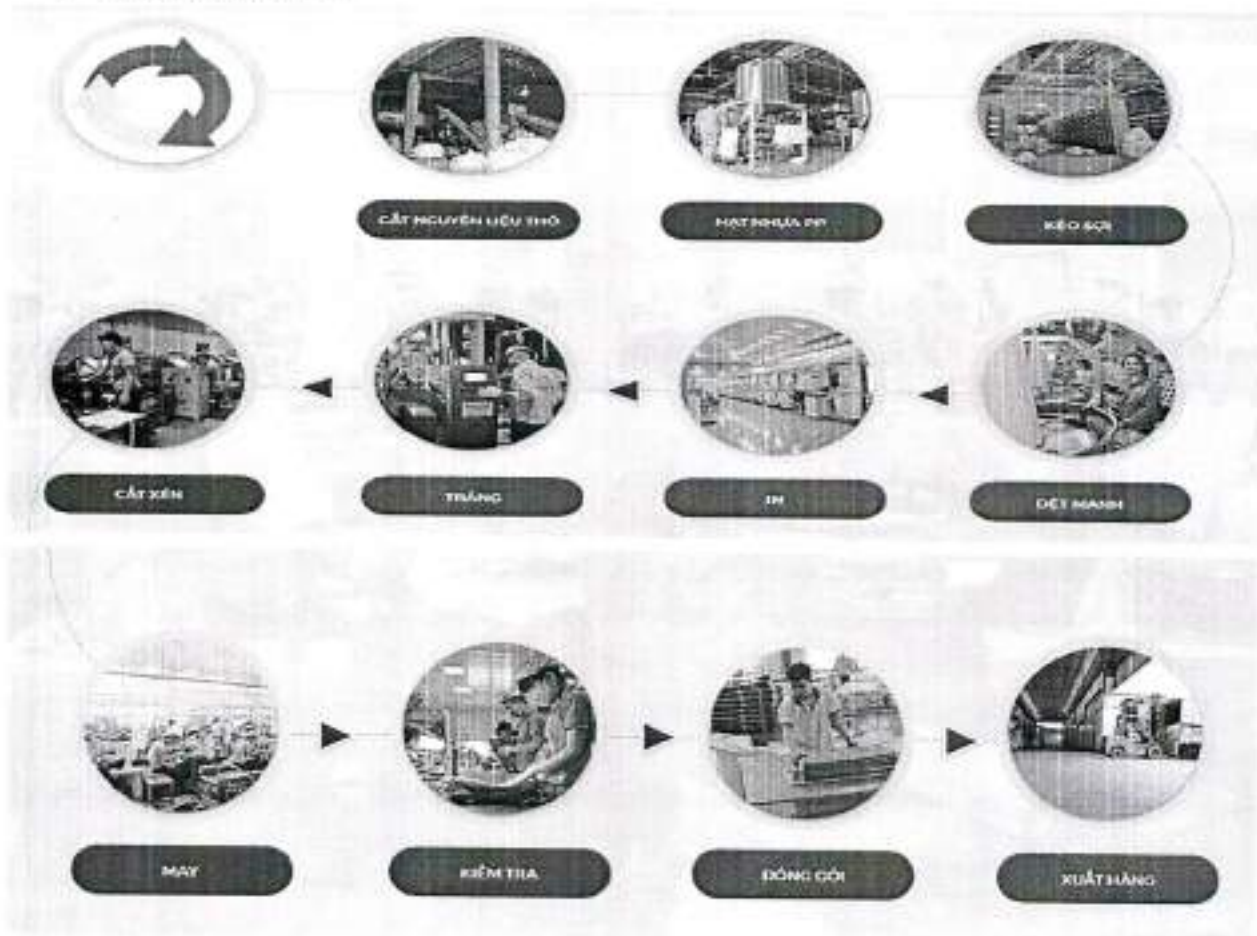 CẮT NGUYÊN LIỆU THÔ
HẠT NHỰA PP
KÉO SỢI
CẮT XÉN
TRÁNG
IN
DỆT MANH
MAY
KIỂM TRA
ĐÓNG GÓI
XUẤT HÀNG